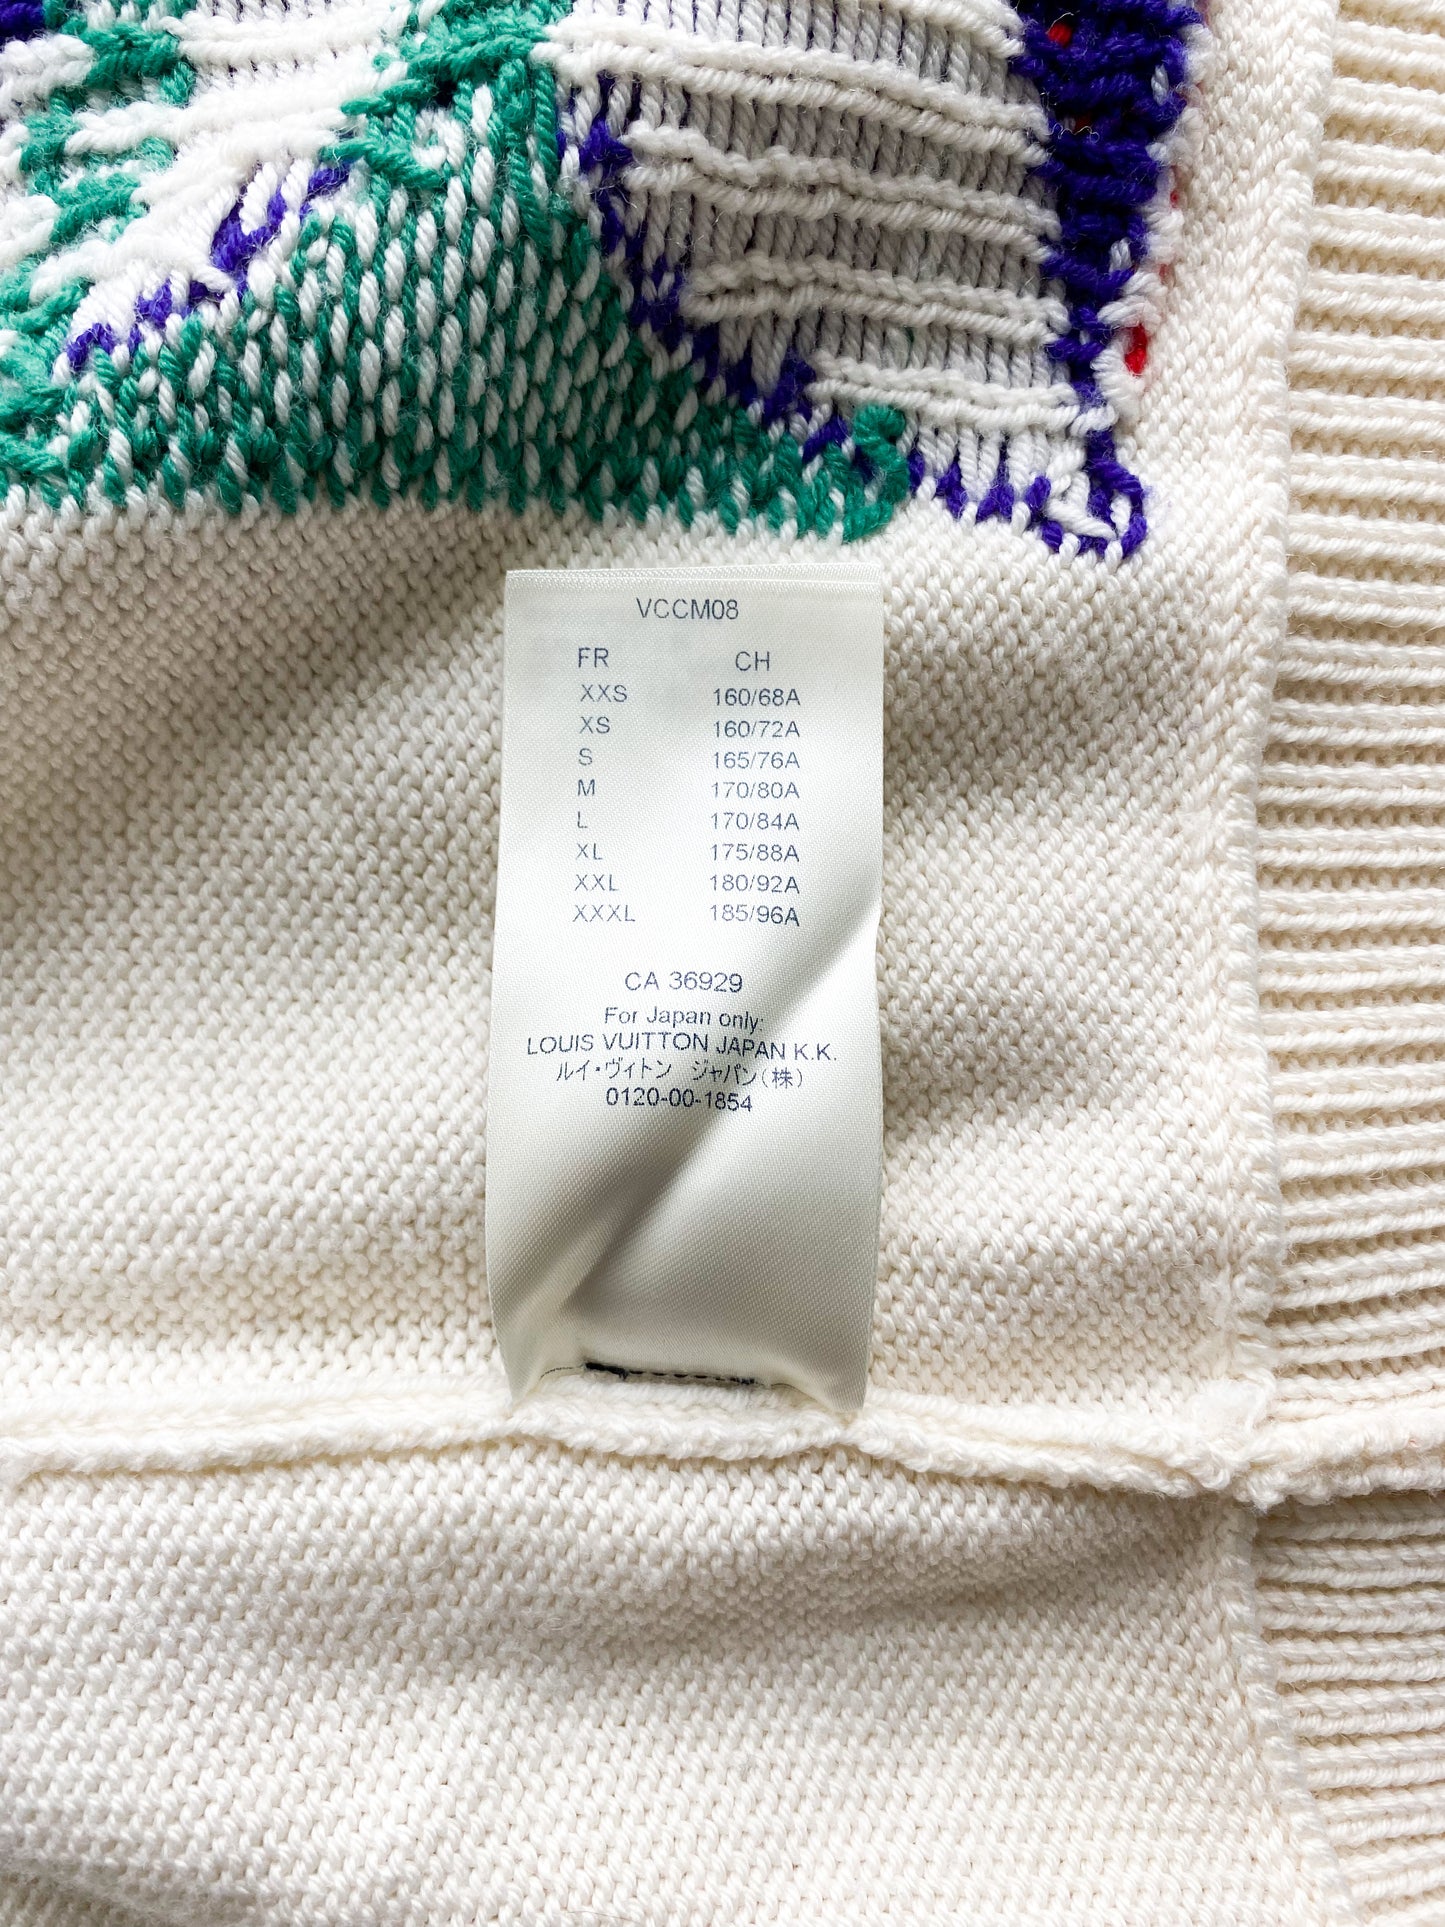 VCCM08
FR CH
XXS 160/68A
XS 160/72A
S 165/76A
M 170/80A
L 170/84A
XL 175/88A
XXL 180/92A
XXXL 185/96A
CA 36929
For Japan only:
LOUIS VUITTON JAPAN K.K.
ルイ・ヴィトン ジャパン(株)
0120-00-1854